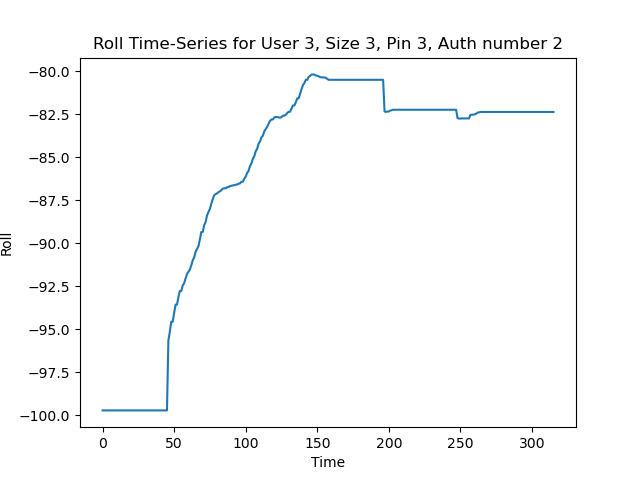 Roll Time-Series for User 3, Size 3, Pin 3, Auth number 2
−80.0
−82.5
−85.0
−87.5
−90.0
−92.5
−95.0
−97.5
−100.0
Roll
0 50 100 150 200 250 300
Time